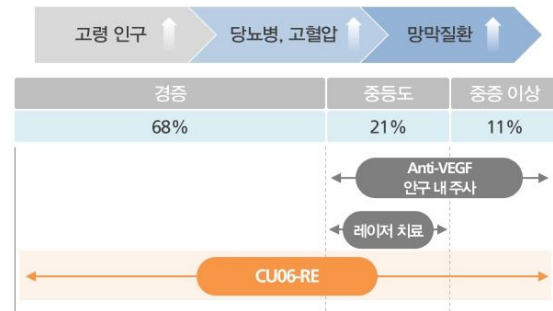 고령 인구 당뇨병, 고혈압 망막질환
경증 중등도 중증 이상
68% 21% 11%
Anti-VEGF
안구 내 주사
레이저 치료
CU06-RE